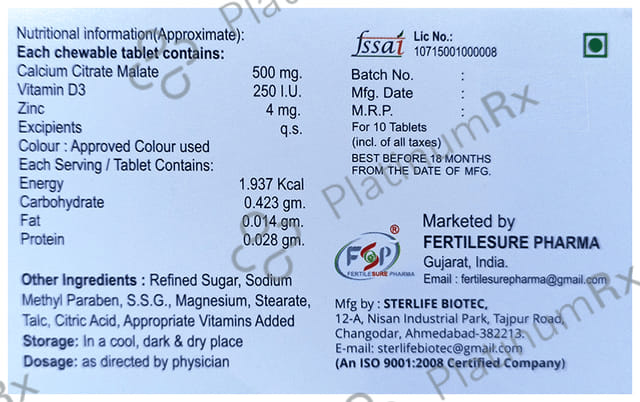 Nutritional information(Approximate):
Each chewable tablet contains:
Calcium Citrate Malate 500 mg.
Vitamin D3 250 I.U.
Zinc 4 mg.
Excipients q.s.
Colour : Approved Colour used
Each Serving / Tablet Contains:
Energy 1.937 Kcal
Carbohydrate 0.423 gm.
Fat 0.014 gm.
Protein 0.028 gm.
Other Ingredients : Refined Sugar, Sodium
Methyl Paraben, S.S.G., Magnesium, Stearate,
Talc, Citric Acid, Appropriate Vitamins Added
Storage: In a cool, dark & dry place
Dosage: as directed by physician
fssai
Lic No.:
10715001000008
Batch No. :
Mfg. Date :
M.R.P. :
For 10 Tablets
(incl. of all taxes)
BEST BEFORE 18 MONTHS
FROM THE DATE OF MFG.
FSP ®
FERTILESURE PHARMA
Marketed by
FERTILESURE PHARMA
Gujarat, India.
Email : fertilesurepharma@gmail.com
Mfg by : STERLIFE BIOTEC,
12-A, Nisan Industrial Park, Tajpur Road,
Changodar, Ahmedabad-382213.
E-mail: sterlifebiotec@gmail.com
(An ISO 9001:2008 Certified Company)
PlatinumRx
PlatinumRx
PlatinumRx
PlatinumRx
Rx